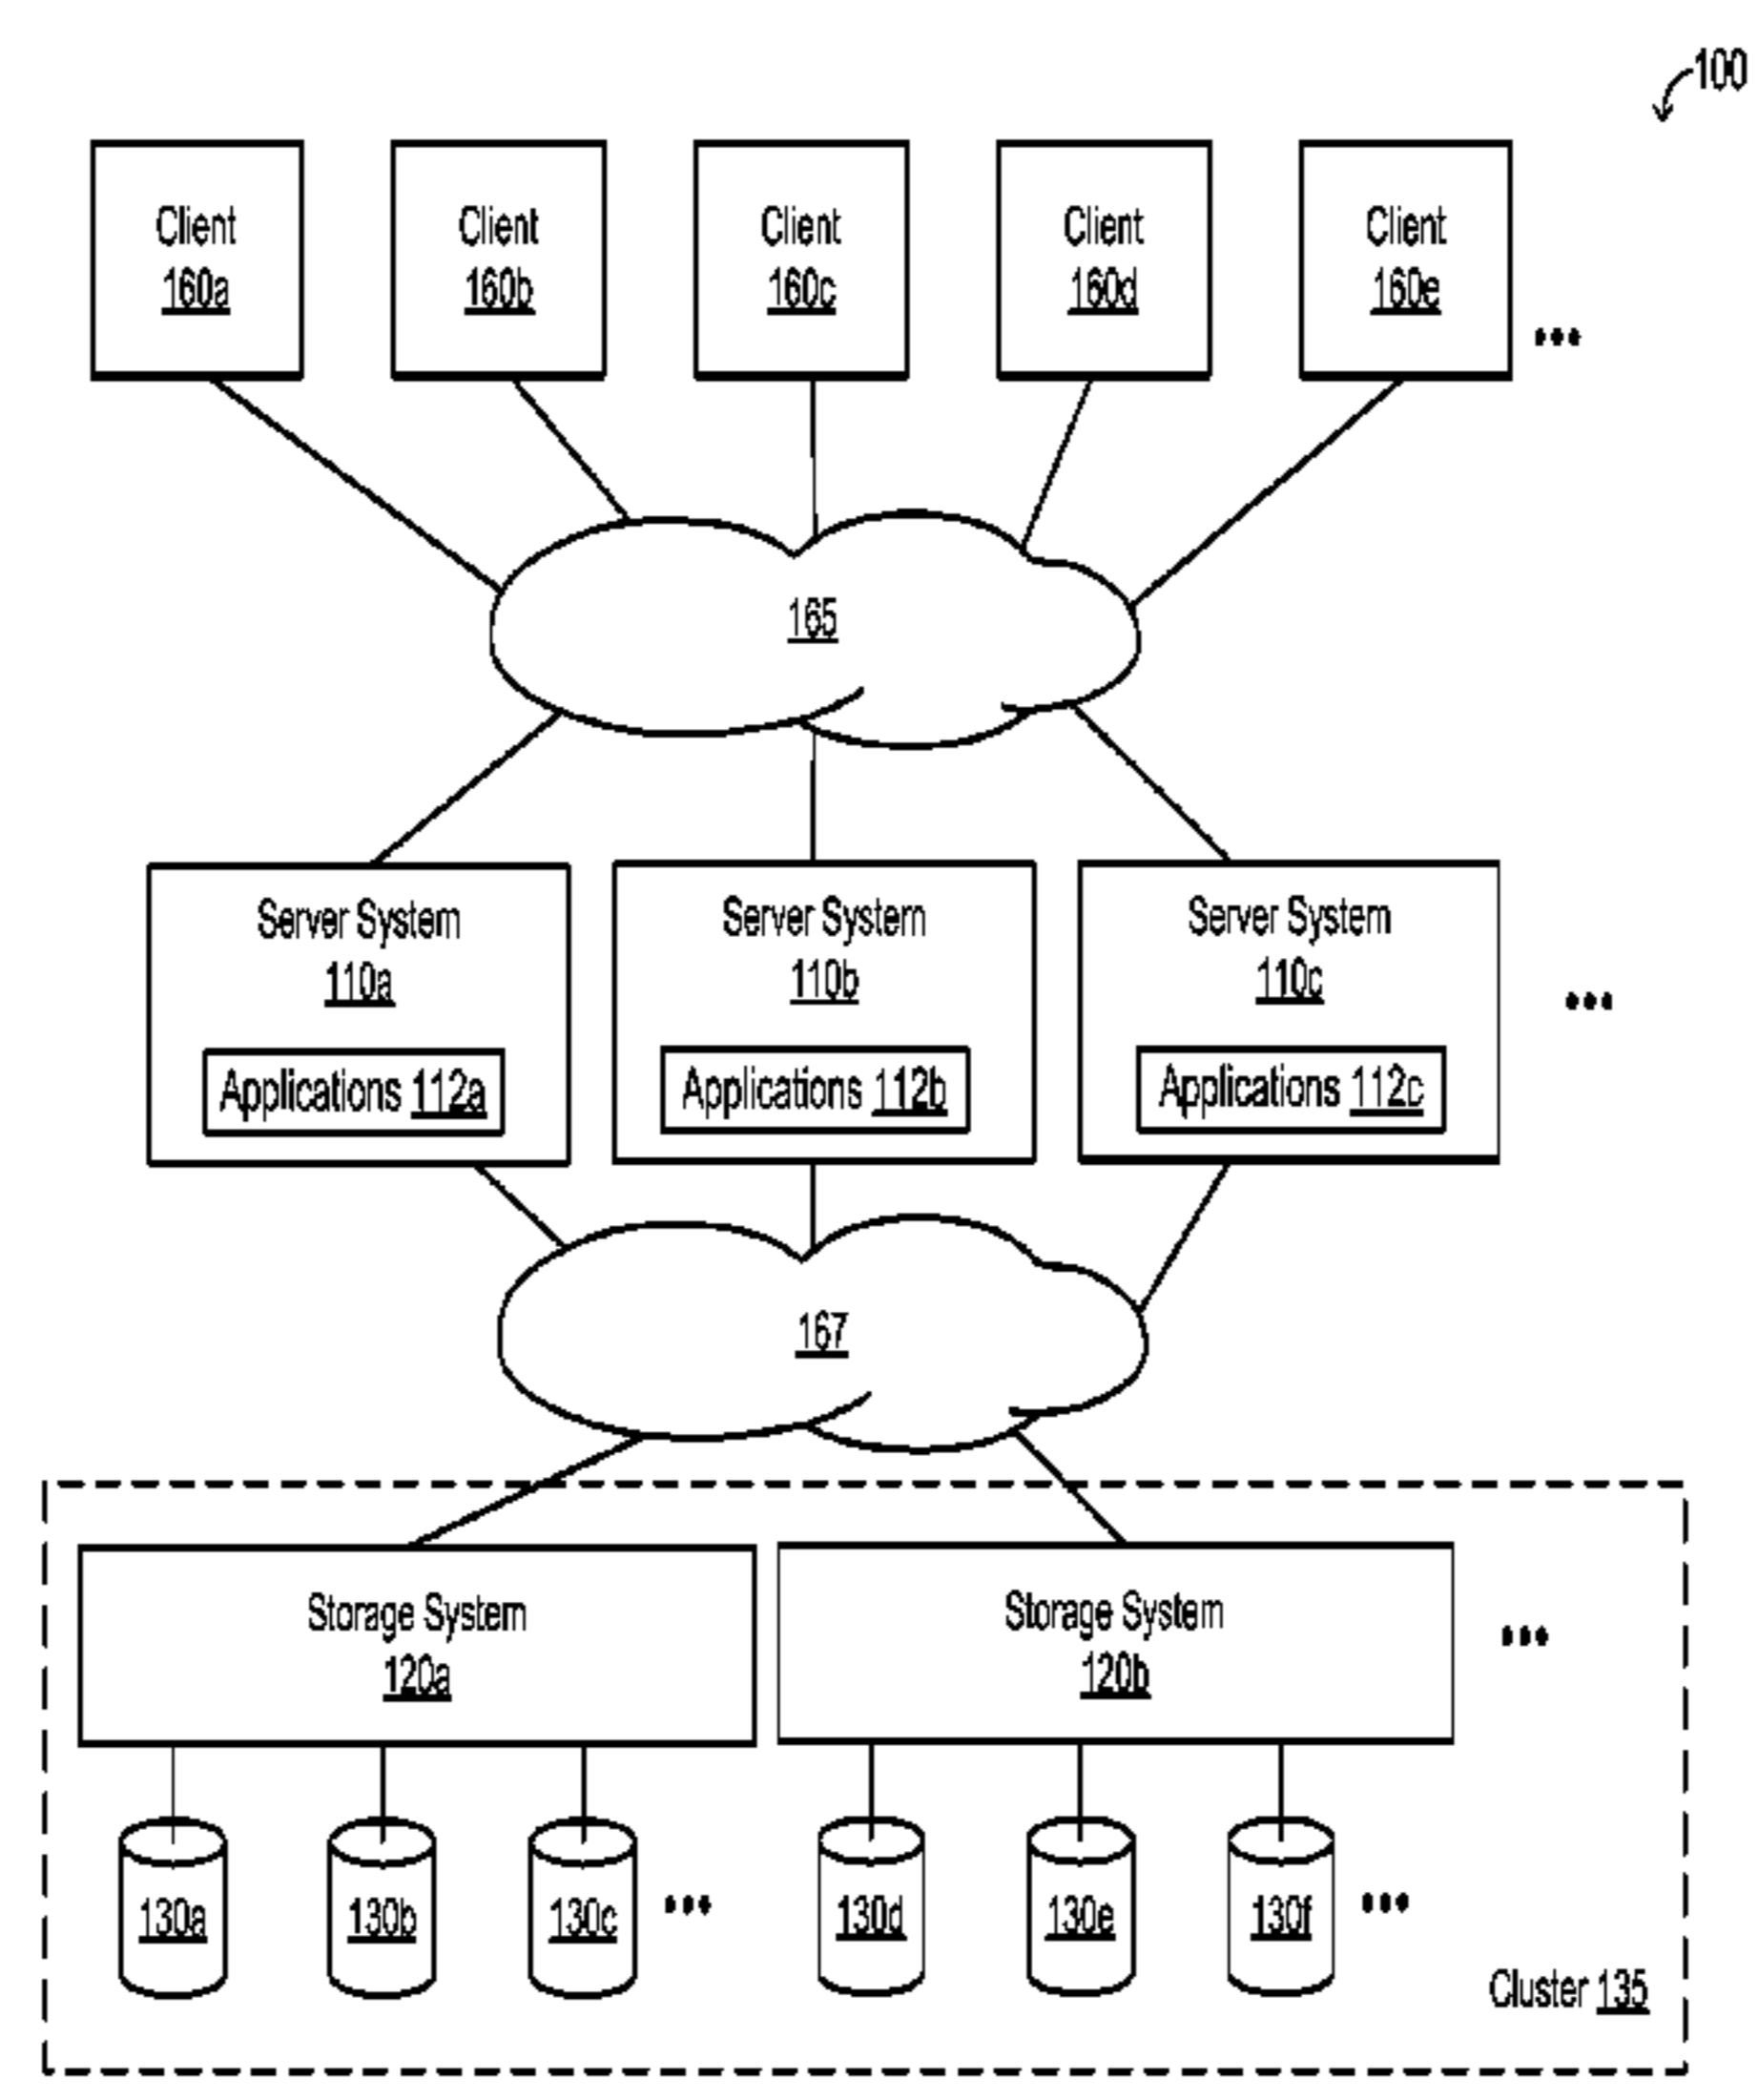 100
Client
160a
Client
160b
Client
160c
Client
160d
Client
160e
165
Server System
110a
Applications 112a
Server System
110b
Applications 112b
Server System
110c
Applications 112c
167
Storage System
120a
Storage System
120b
130a
130b
130c
130d
130e
130f
Cluster 135